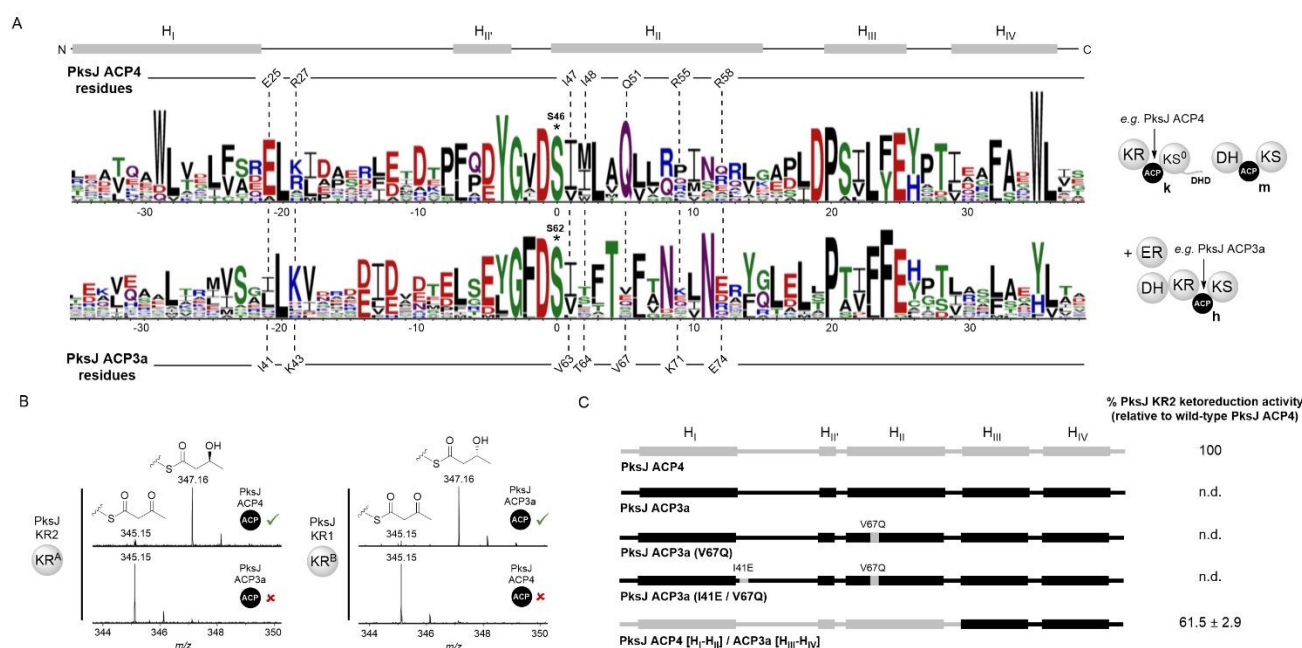 A
H_I H_II' H_II H_III H_IV
N C
PksJ ACP4
residues
E25 R27 I47 I48 Q51 R55 R58
S46
*
-30 -20 -10 0 10 20 30
S62
*
-30 -20 -10 0 10 20 30
PksJ ACP3a
residues
I41 K43 V63 T64 V67 K71 E74
e.g. PksJ ACP4
KR KS⁰ DH KS
ACP DHD ACP
k m
+ ER e.g. PksJ ACP3a
DH KR KS
ACP
h
B
O OH
S
347.16
O O
S
PksJ
ACP4
ACP
345.15
PksJ
KR2
KR^A
345.15
PksJ
ACP3a
ACP
344 346 348 350
m/z
O OH
S
347.16
O O
S
PksJ
ACP3a
ACP
345.15
PksJ
KR1
KR^B
345.15
PksJ
ACP4
ACP
344 346 348 350
m/z
C
% PksJ KR2 ketoreduction activity
(relative to wild-type PksJ ACP4)
H_I H_II' H_II H_III H_IV
100
PksJ ACP4
n.d.
PksJ ACP3a
V67Q
n.d.
PksJ ACP3a (V67Q)
I41E V67Q
n.d.
PksJ ACP3a (I41E / V67Q)
61.5 ± 2.9
PksJ ACP4 [H_I-H_II] / ACP3a [H_III-H_IV]